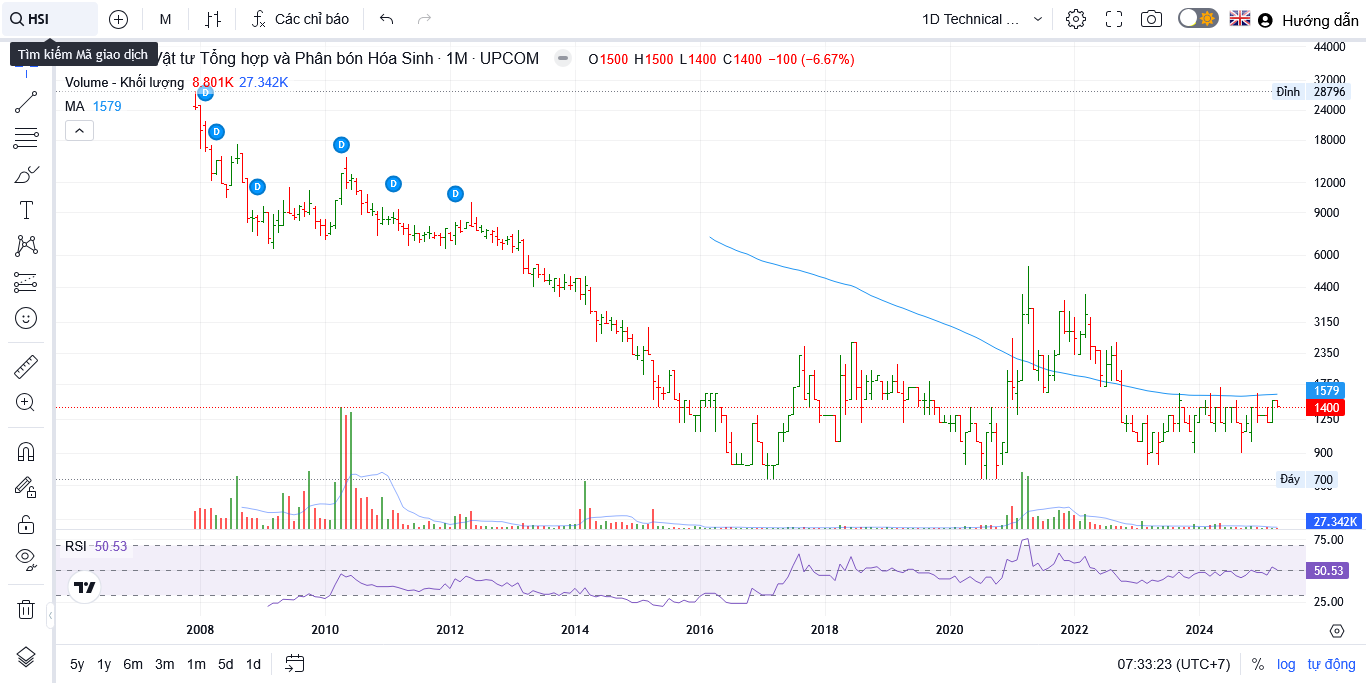 HSI
M
Các chỉ báo
1D Technical ...
Hướng dẫn
Tìm kiếm Mã giao dịch
Vật tư Tổng hợp và Phân bón Hóa Sinh · 1M · UPCOM
O1500 H1500 L1400 C1400 −100 (−6.67%)
Volume - Khối lượng 8.801K 27.342K
MA 1579
D
D
D
D
D
D
44000
32000
Đỉnh 28796
24000
18000
12000
9000
6000
4400
3150
2350
1579
1400
1250
900
Đáy 700
27.342K
RSI 50.53
75.00
50.53
25.00
2008 2010 2012 2014 2016 2018 2020 2022 2024
5y 1y 6m 3m 1m 5d 1d
07:33:23 (UTC+7) % log tự động